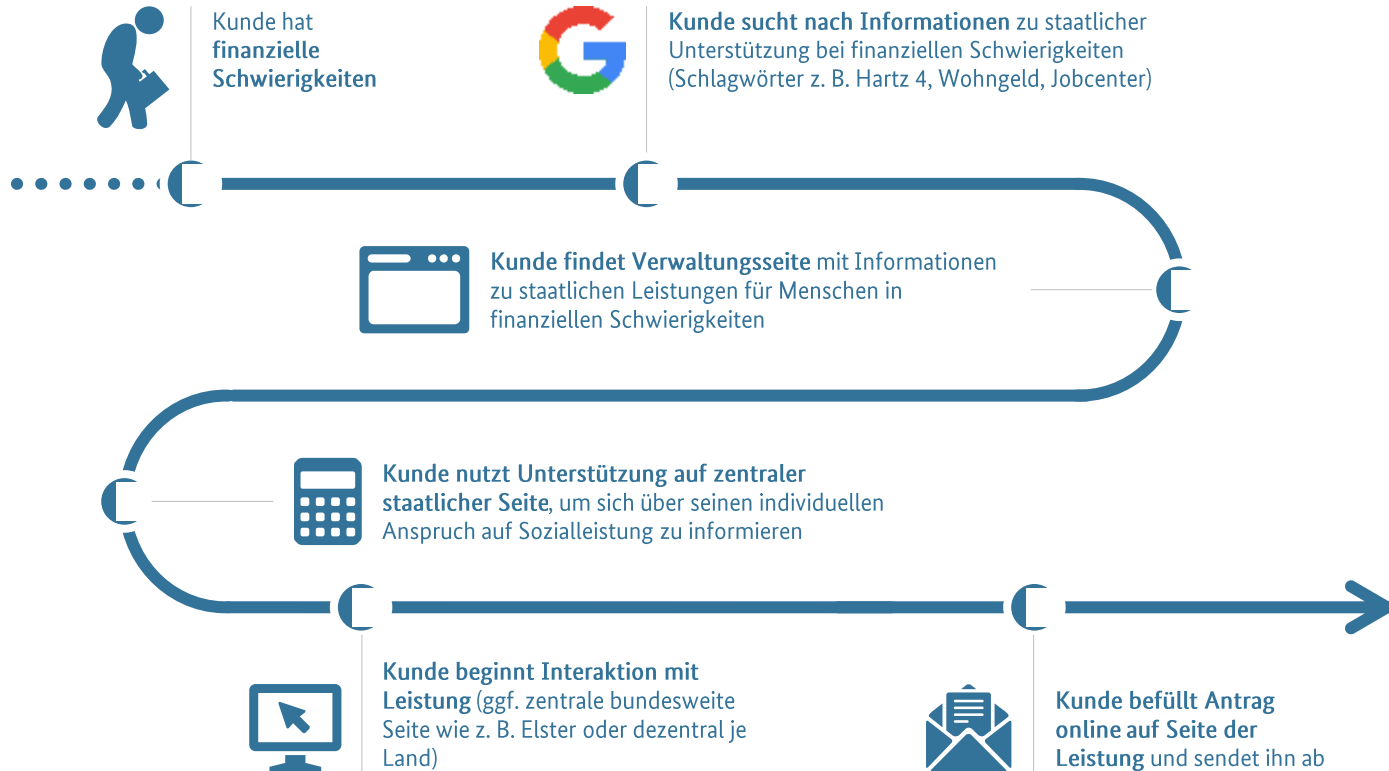 Kunde hat
finanzielle
Schwierigkeiten
Kunde sucht nach Informationen zu staatlicher
Unterstützung bei finanziellen Schwierigkeiten
(Schlagwörter z. B. Hartz 4, Wohngeld, Jobcenter)
Kunde findet Verwaltungsseite mit Informationen
zu staatlichen Leistungen für Menschen in
finanziellen Schwierigkeiten
Kunde nutzt Unterstützung auf zentraler
staatlicher Seite, um sich über seinen individuellen
Anspruch auf Sozialleistung zu informieren
Kunde beginnt Interaktion mit
Leistung (ggf. zentrale bundesweite
Seite wie z. B. Elster oder dezentral je
Land)
Kunde befüllt Antrag
online auf Seite der
Leistung und sendet ihn ab